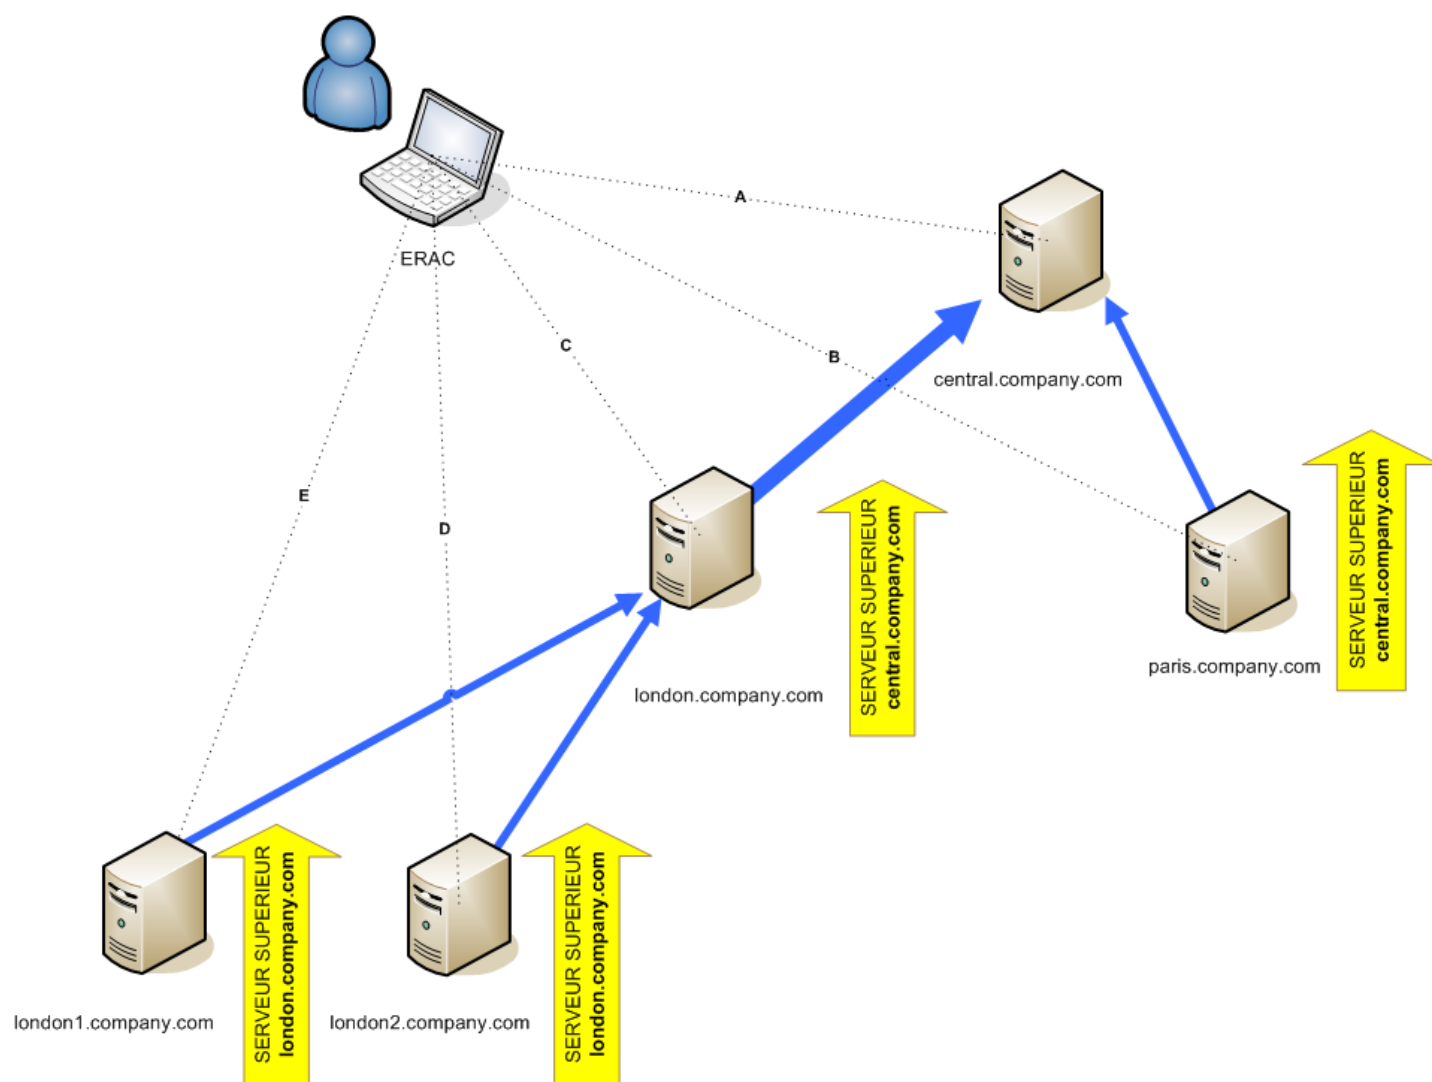 A
ERAC
C
B
central.company.com
E
D
SERVEUR SUPERIEUR
central.company.com
SERVEUR SUPERIEUR
central.company.com
paris.company.com
london.company.com
SERVEUR SUPERIEUR
london.company.com
SERVEUR SUPERIEUR
london.company.com
london1.company.com
london2.company.com